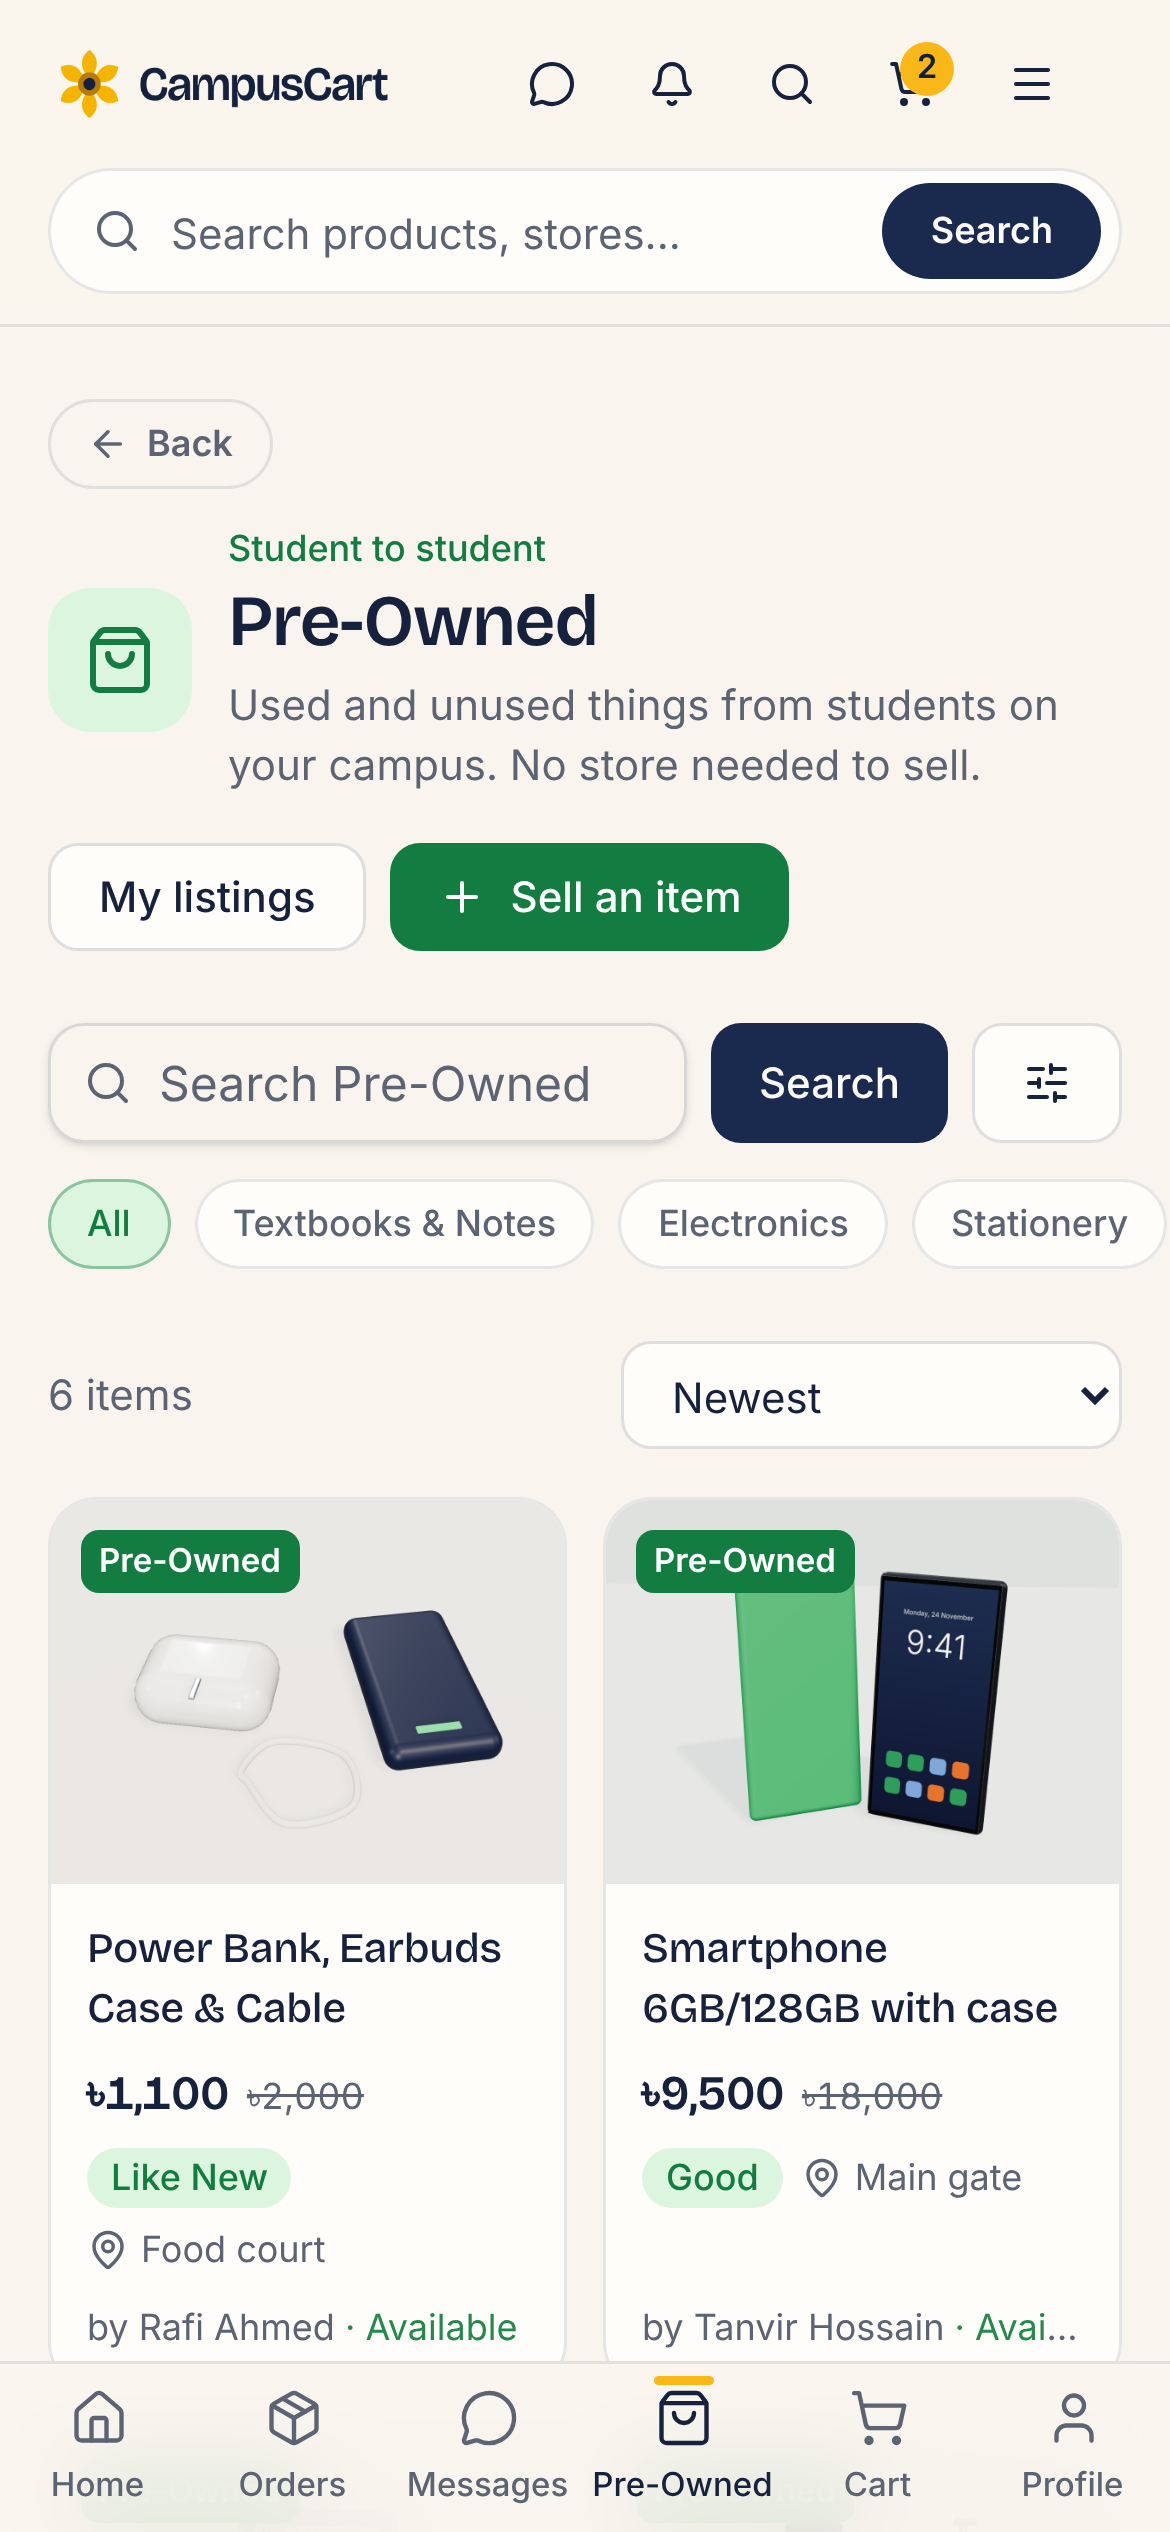 CampusCart
2
Search products, stores...
Search
Back
Student to student
Pre-Owned
Used and unused things from students on
your campus. No store needed to sell.
My listings
Sell an item
Search Pre-Owned
Search
All
Textbooks & Notes
Electronics
Stationery
6 items
Newest
Pre-Owned
Pre-Owned
Monday, 24 November
9:41
Power Bank, Earbuds
Case & Cable
৳1,100 ৳2,000
Like New
Food court
by Rafi Ahmed · Available
Smartphone
6GB/128GB with case
৳9,500 ৳18,000
Good
Main gate
by Tanvir Hossain · Avai...
Home
Orders
Messages
Pre-Owned
Cart
Profile